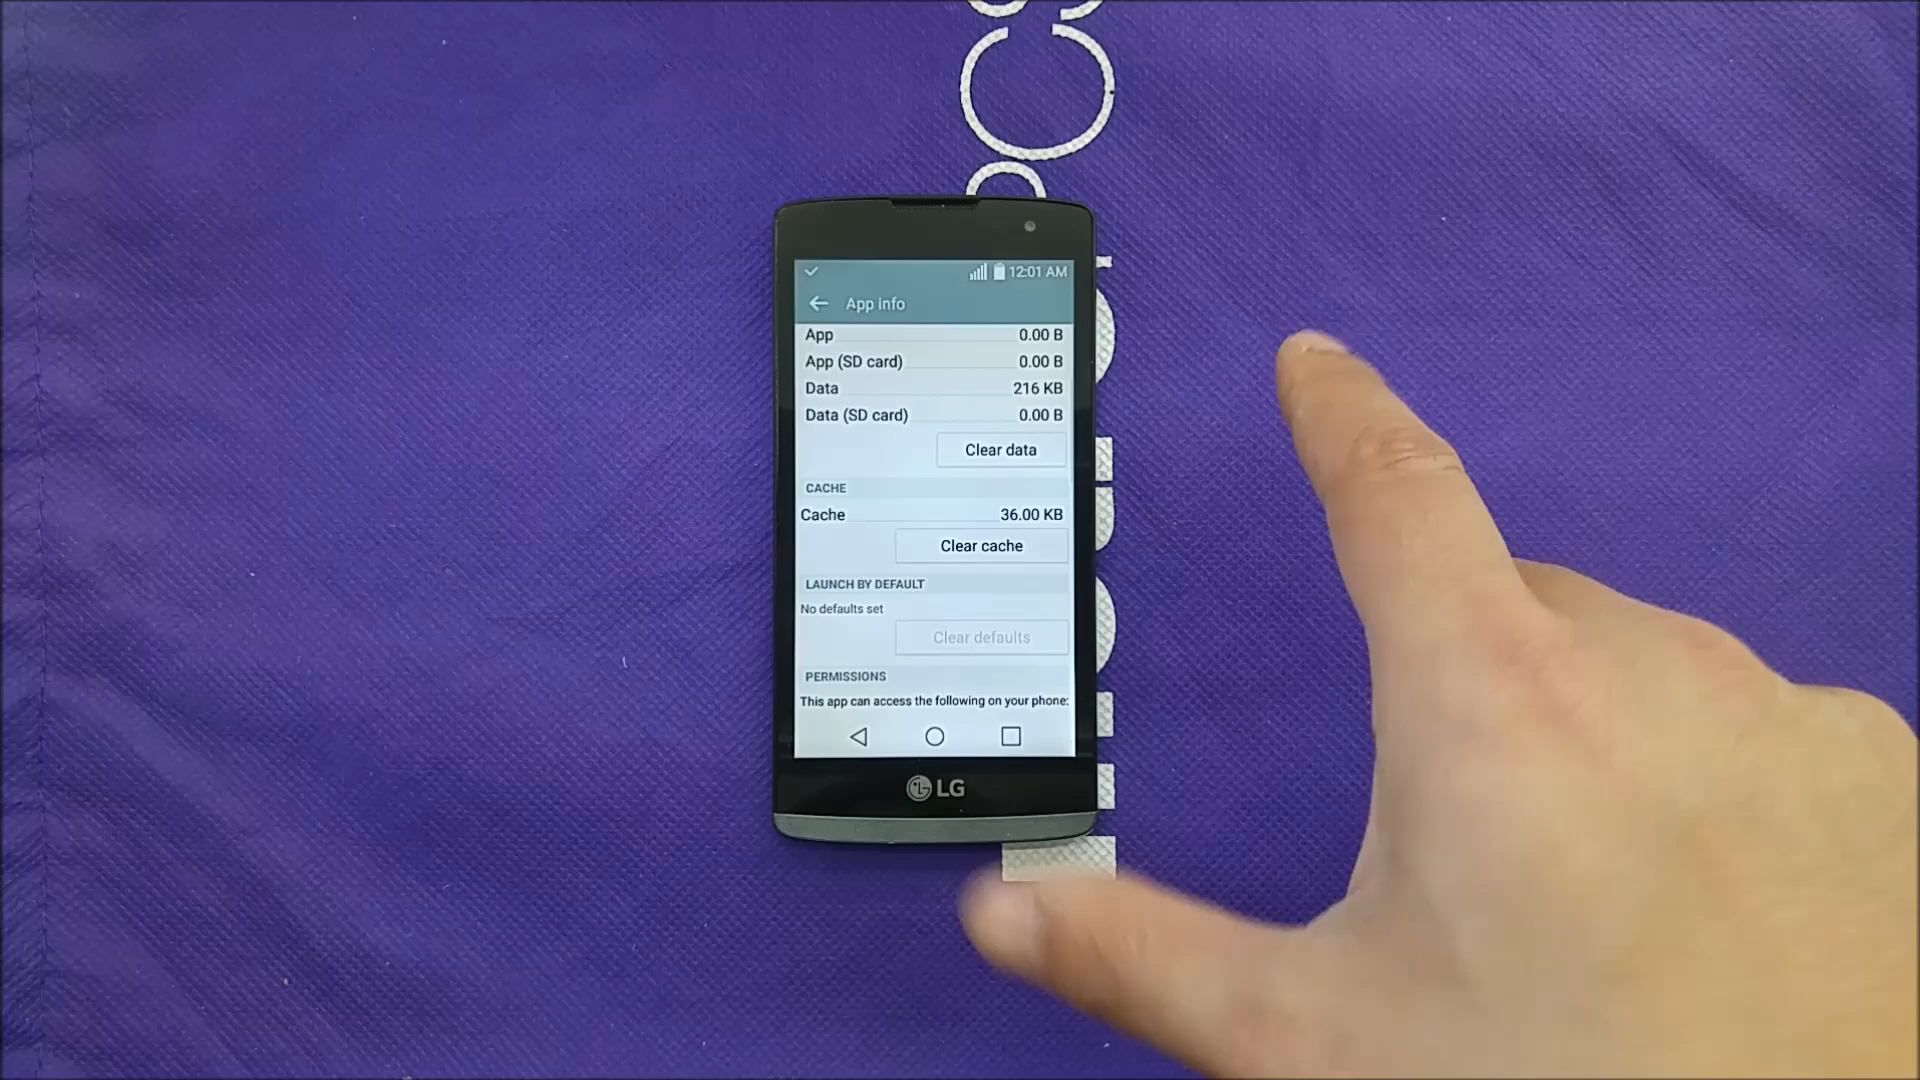 12:01 AM
App info
App 0.00 B
App (SD card) 0.00 B
Data 216 KB
Data (SD card) 0.00 B
Clear data
CACHE
Cache 36.00 KB
Clear cache
LAUNCH BY DEFAULT
No defaults set
Clear defaults
PERMISSIONS
This app can access the following on your phone:
LG